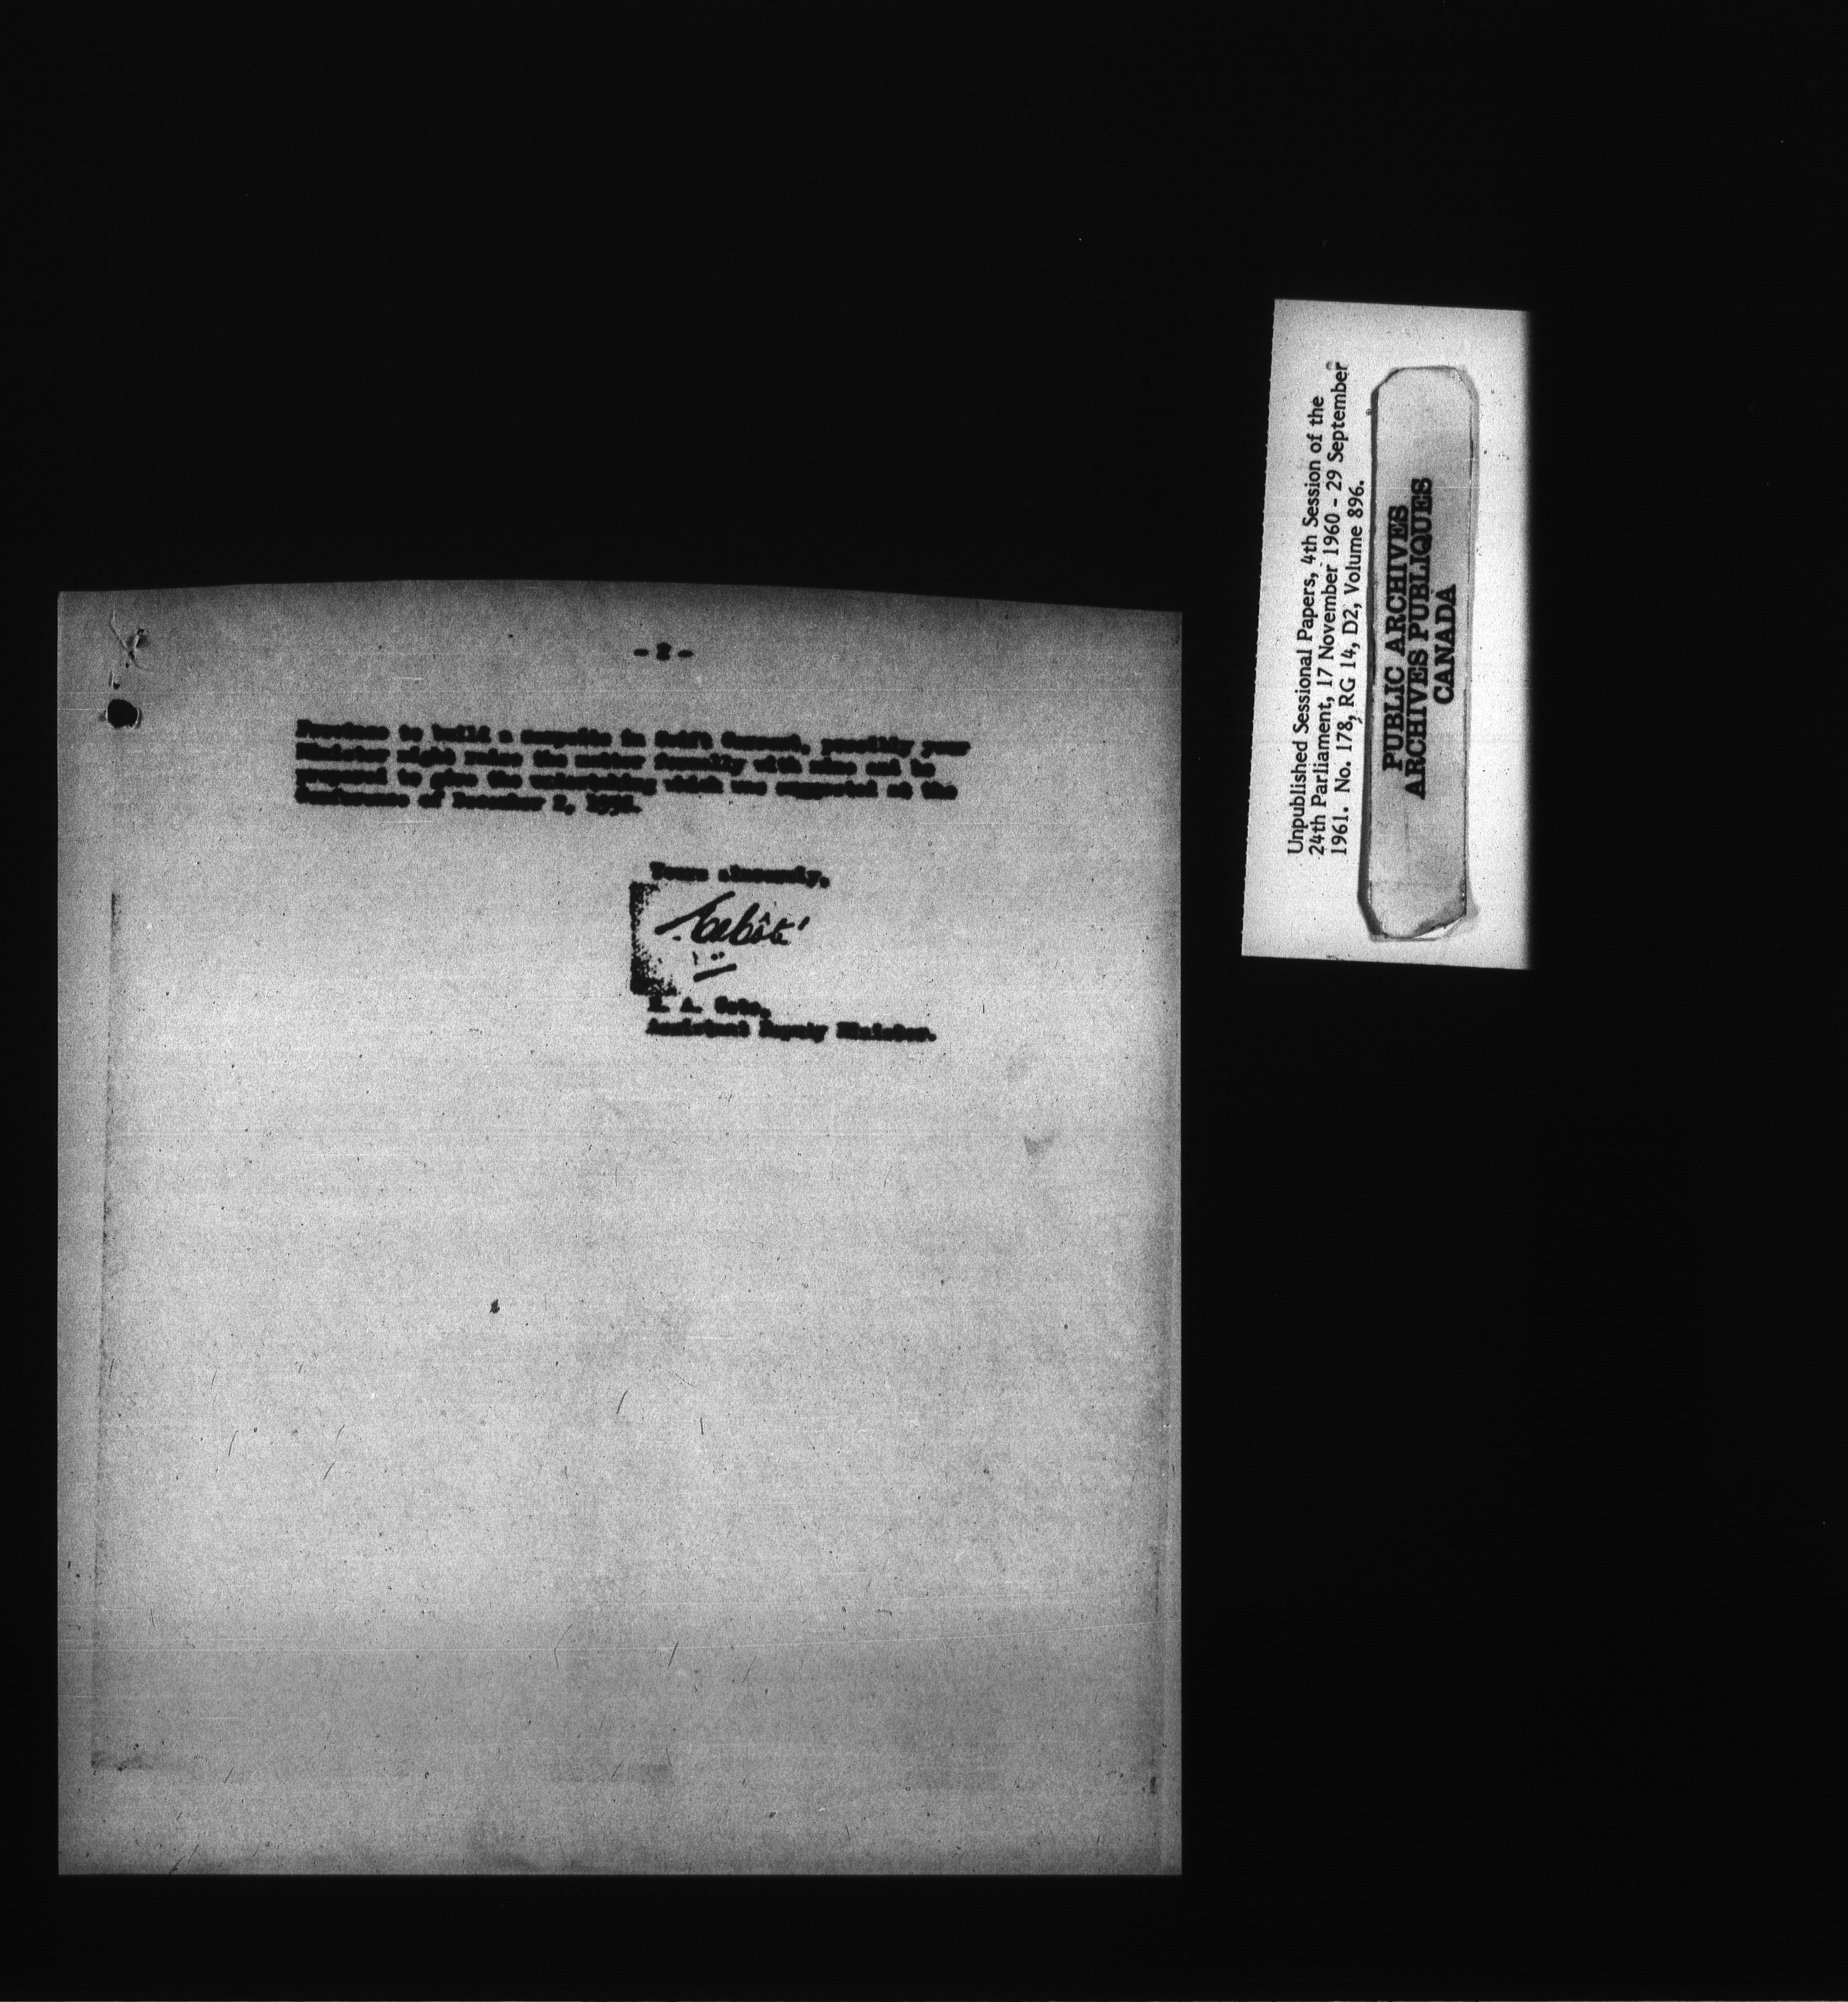 - 2 -
Province to build a campsite in Swift Current, possibly your
Minister might raise the matter formally with mine and be
prepared to give the undertaking which was suggested at the
Conference of December 2,
Yours sincerely,
A. Cote,
Assistant Deputy Minister.
Unpublished Sessional Papers, 4th Session of the
24th Parliament, 17 November 1960 - 29 September
1961. No. 178, RG 14, D2, Volume 896.
PUBLIC ARCHIVES
ARCHIVES PUBLIQUES
CANADA